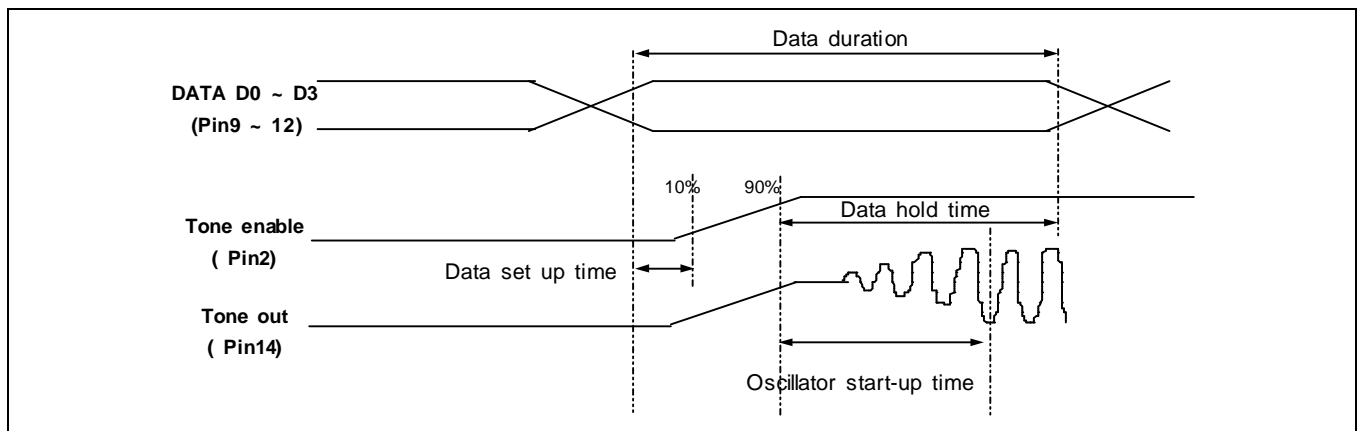 Data duration
DATA D0 ~ D3
(Pin9 ~ 12)
10%
90%
Tone enable
( Pin2)
Data hold time
Data set up time
Tone out
( Pin14)
Oscillator start-up time